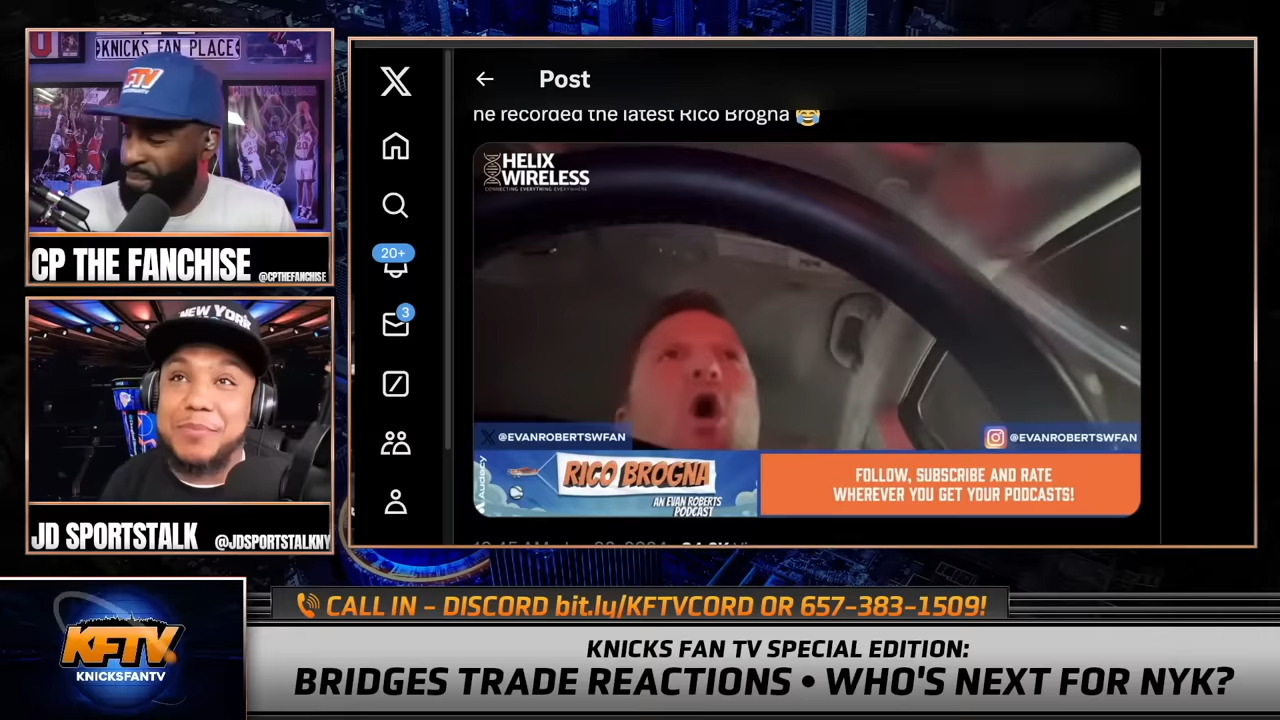 KNICKS FAN PLACE
KFTV
CP THE FANCHISE @CPTHEFANCHISE
NEW YORK
JD SPORTSTALK @JDSPORTSTALKNY
Post
he recorded the latest Rico Brogna 😂
20+
3
HELIX
WIRELESS
CONNECTING EVERYTHING EVERYWHERE
@EVANROBERTSWFAN
@EVANROBERTSWFAN
Audacy
RICO BROGNA
AN EVAN ROBERTS
PODCAST
FOLLOW, SUBSCRIBE AND RATE
WHEREVER YOU GET YOUR PODCASTS!
CALL IN - DISCORD bit.ly/KFTVCORD OR 657-383-1509!
KFTV
KNICKSFANTV
KNICKS FAN TV SPECIAL EDITION:
BRIDGES TRADE REACTIONS • WHO'S NEXT FOR NYK?